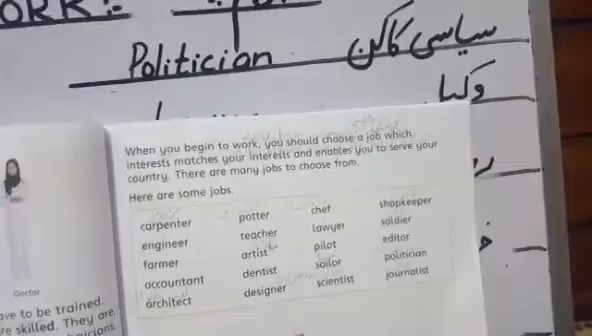 ORK:-
Politician سیاسی کارکن
وکیل
When you begin to work, you should choose a job which
interests matches your interests and enables you to serve your
country. There are many jobs to choose from.
Here are some jobs.
carpenter potter chef shopkeeper
engineer teacher lawyer soldier
farmer artist pilot editor
accountant dentist sailor politician
architect designer scientist journalist
Doctor
ave to be trained.
re skilled. They are